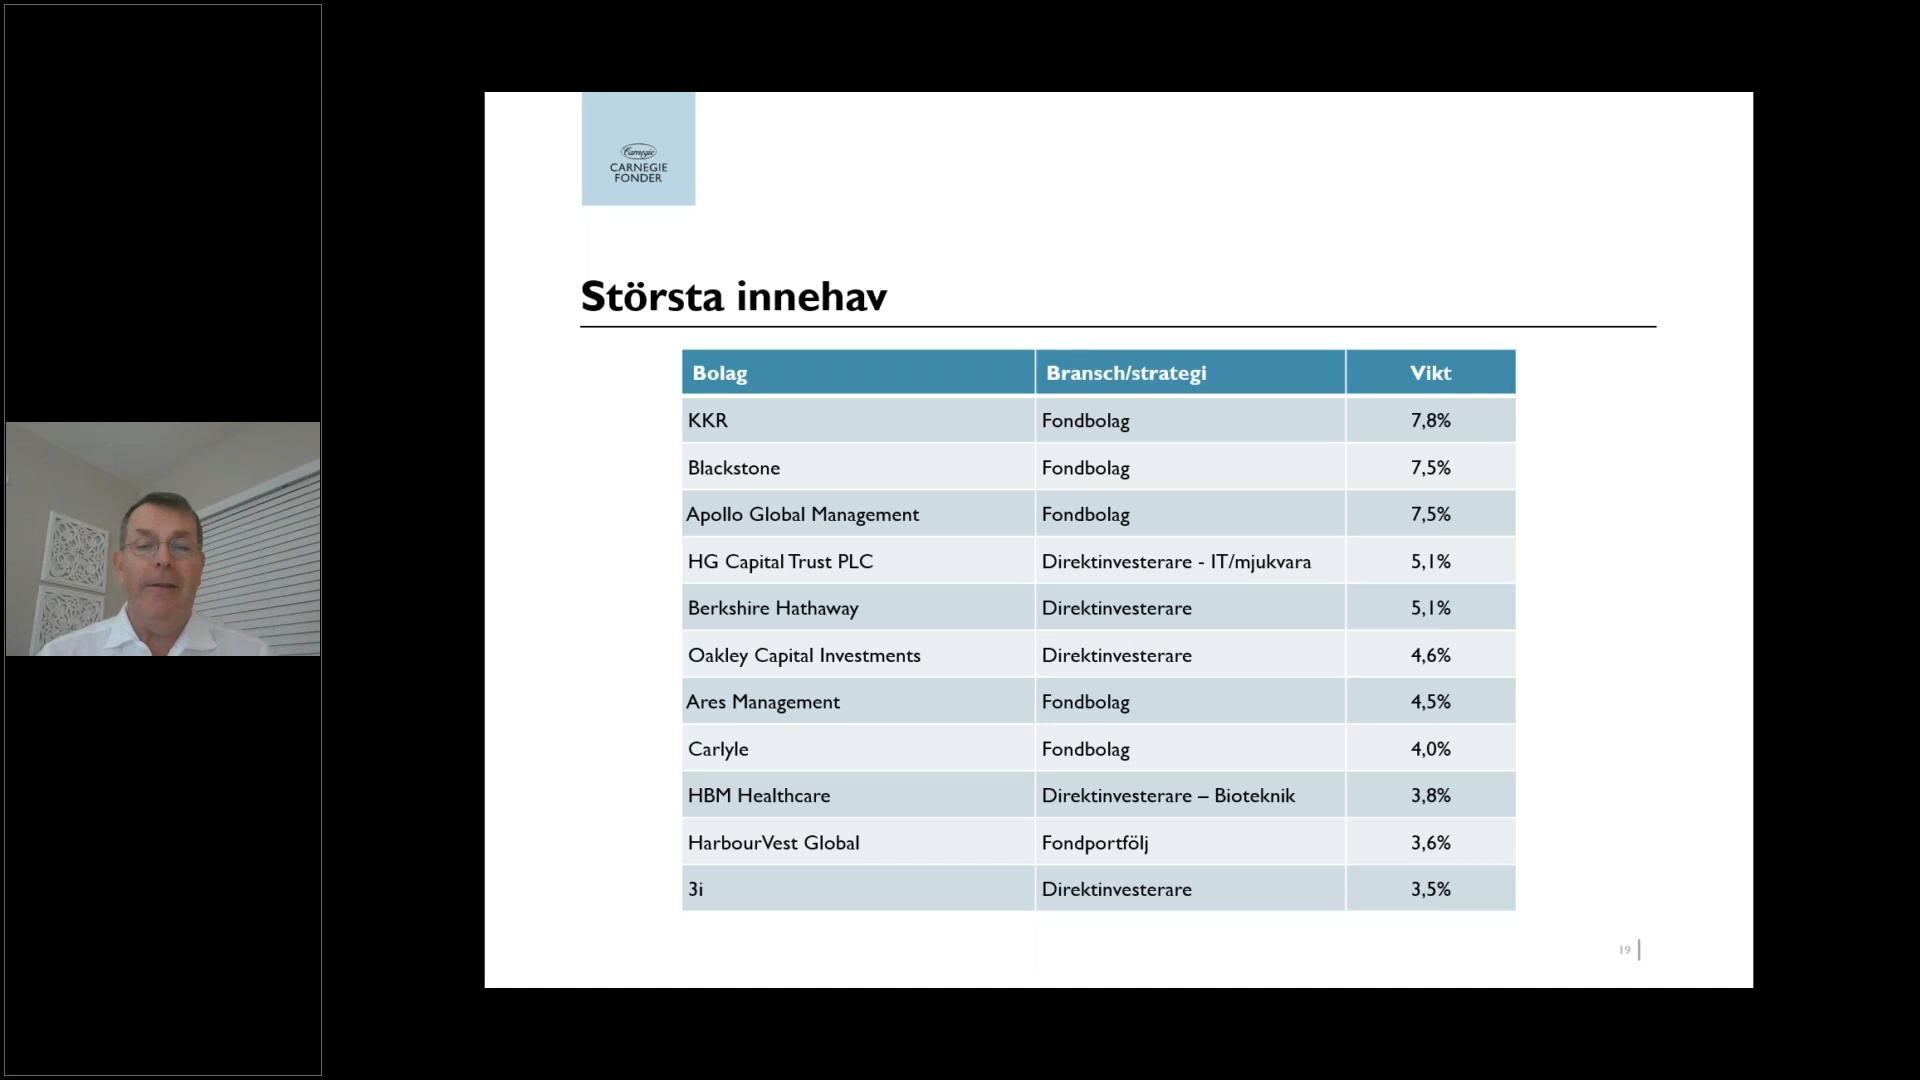 Carnegie
CARNEGIE
FONDER
Största innehav
Bolag Bransch/strategi Vikt
KKR Fondbolag 7,8%
Blackstone Fondbolag 7,5%
Apollo Global Management Fondbolag 7,5%
HG Capital Trust PLC Direktinvesterare - IT/mjukvara 5,1%
Berkshire Hathaway Direktinvesterare 5,1%
Oakley Capital Investments Direktinvesterare 4,6%
Ares Management Fondbolag 4,5%
Carlyle Fondbolag 4,0%
HBM Healthcare Direktinvesterare – Bioteknik 3,8%
HarbourVest Global Fondportfölj 3,6%
3i Direktinvesterare 3,5%
19